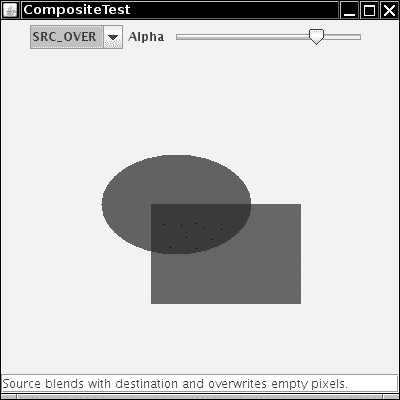 CompositeTest
SRC_OVER Alpha
Source blends with destination and overwrites empty pixels.